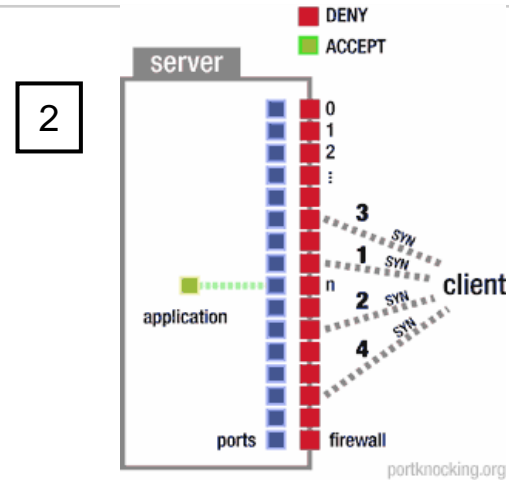 DENY
ACCEPT
server
2
0
1
2
⋮
3
SYN
1
SYN
n
client
2
SYN
application
4
SYN
ports
firewall
portknocking.org